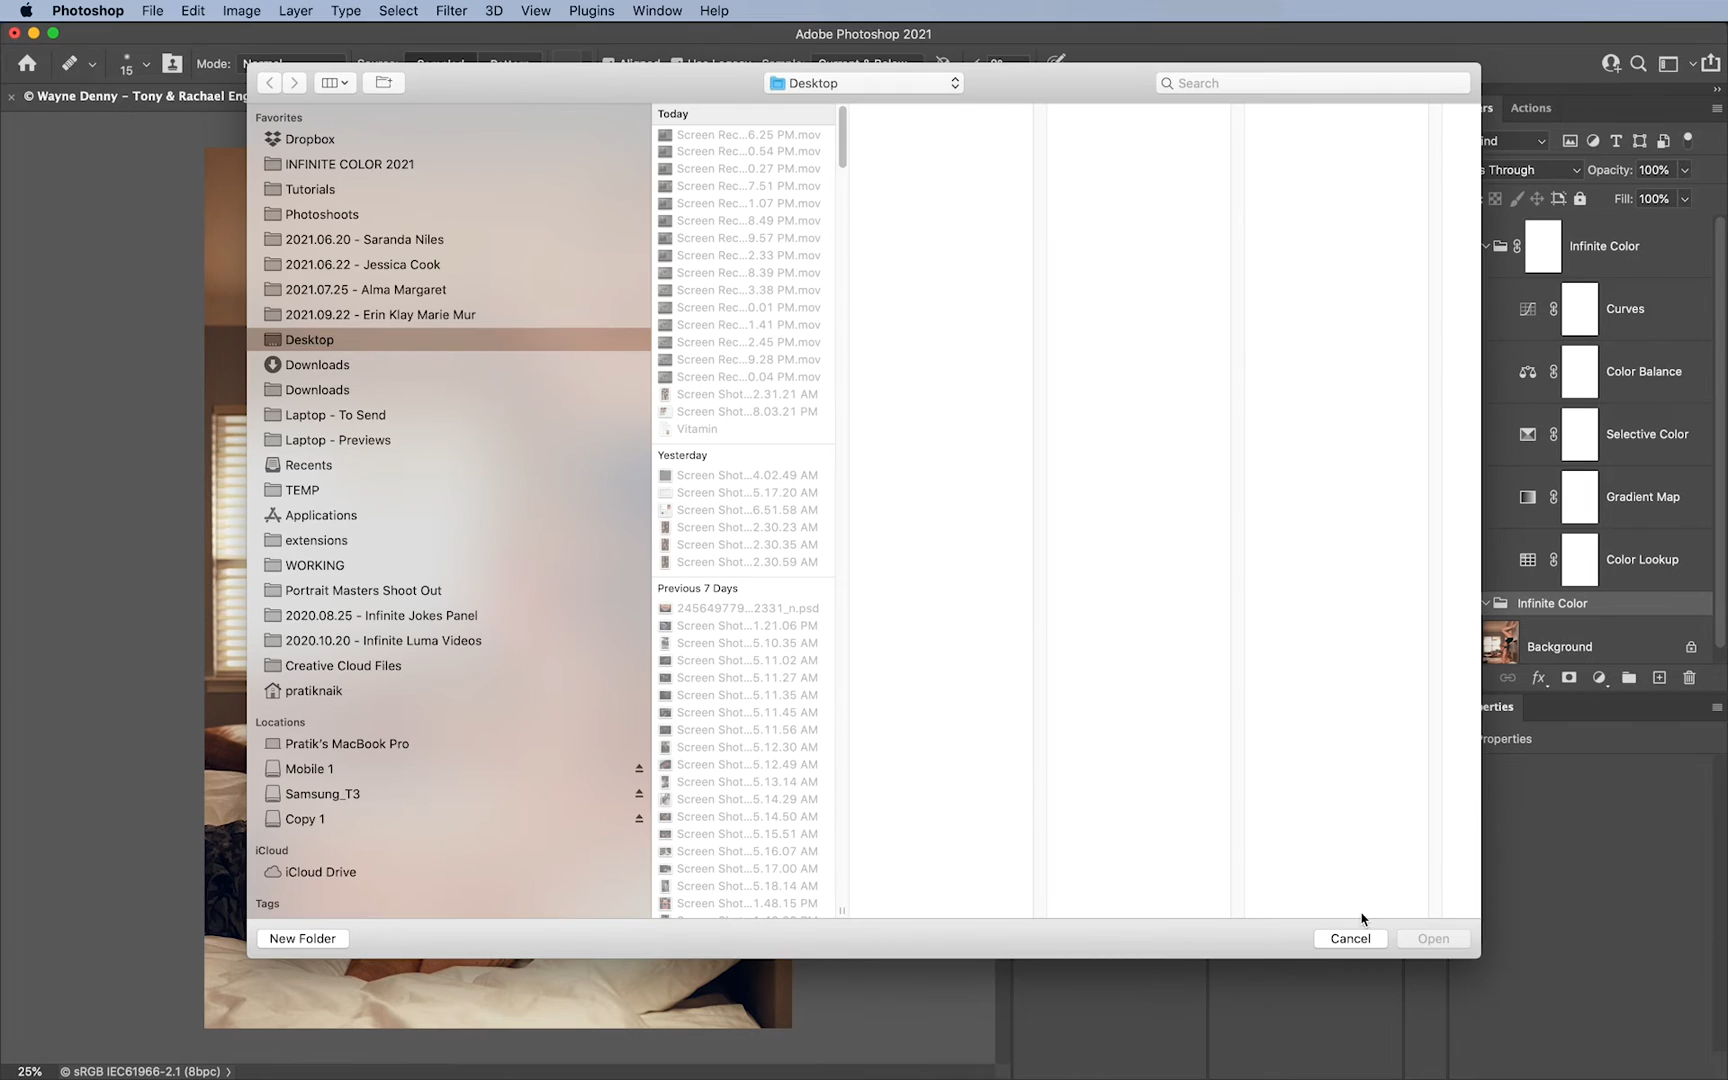 Photoshop File Edit Image Layer Type Select Filter 3D View Plugins Window Help
Adobe Photoshop 2021
15 Mode:
Desktop
Search
© Wayne Denny - Tony & Rachael Eng
Actions
Favorites
Dropbox
INFINITE COLOR 2021
Tutorials
Photoshoots
2021.06.20 - Saranda Niles
2021.06.22 - Jessica Cook
2021.07.25 - Alma Margaret
2021.09.22 - Erin Klay Marie Mur
Desktop
Downloads
Downloads
Laptop - To Send
Laptop - Previews
Recents
TEMP
Applications
extensions
WORKING
Portrait Masters Shoot Out
2020.08.25 - Infinite Jokes Panel
2020.10.20 - Infinite Luma Videos
Creative Cloud Files
pratiknaik
Locations
Pratik's MacBook Pro
Mobile 1
Samsung_T3
Copy 1
iCloud
iCloud Drive
Tags
Today
Screen Rec...6.25 PM.mov
Screen Rec...0.54 PM.mov
Screen Rec...0.27 PM.mov
Screen Rec...7.51 PM.mov
Screen Rec...1.07 PM.mov
Screen Rec...8.49 PM.mov
Screen Rec...9.57 PM.mov
Screen Rec...2.33 PM.mov
Screen Rec...8.39 PM.mov
Screen Rec...3.38 PM.mov
Screen Rec...0.01 PM.mov
Screen Rec...1.41 PM.mov
Screen Rec...2.45 PM.mov
Screen Rec...9.28 PM.mov
Screen Rec...0.04 PM.mov
Screen Shot...2.31.21 AM
Screen Shot...8.03.21 PM
Vitamin
Yesterday
Screen Shot...4.02.49 AM
Screen Shot...5.17.20 AM
Screen Shot...6.51.58 AM
Screen Shot...2.30.23 AM
Screen Shot...2.30.35 AM
Screen Shot...2.30.59 AM
Previous 7 Days
245649779...2331_n.psd
Screen Shot...1.21.06 PM
Screen Shot...5.10.35 AM
Screen Shot...5.11.02 AM
Screen Shot...5.11.27 AM
Screen Shot...5.11.35 AM
Screen Shot...5.11.45 AM
Screen Shot...5.11.56 AM
Screen Shot...5.12.30 AM
Screen Shot...5.12.49 AM
Screen Shot...5.13.14 AM
Screen Shot...5.14.29 AM
Screen Shot...5.14.50 AM
Screen Shot...5.15.51 AM
Screen Shot...5.16.07 AM
Screen Shot...5.17.00 AM
Screen Shot...5.18.14 AM
Screen Shot...1.48.15 PM
New Folder
Cancel
Open
ind
s Through Opacity: 100%
Fill: 100%
Infinite Color
Curves
Color Balance
Selective Color
Gradient Map
Color Lookup
Infinite Color
Background
fx
erties
Properties
25% © sRGB IEC61966-2.1 (8bpc)